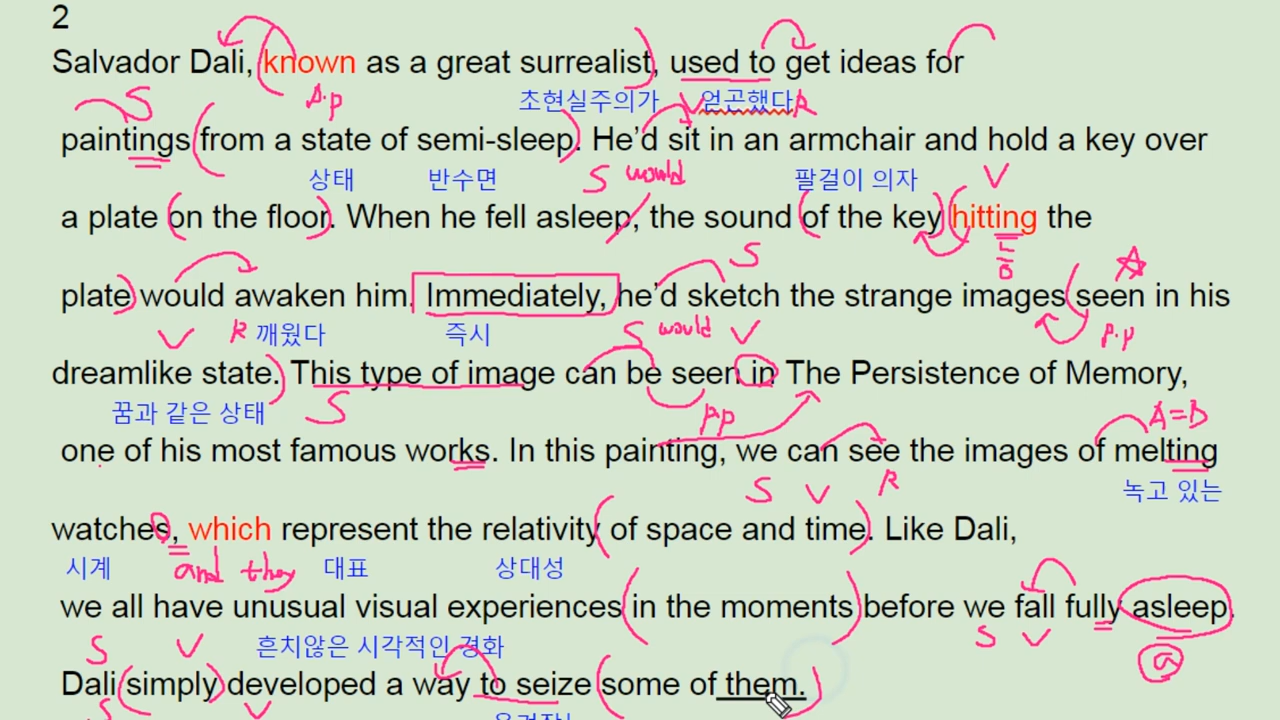 2
Salvador Dali, known as a great surrealist, used to get ideas for
S p.p 초현실주의가 V 얻곤했다 R
paintings from a state of semi-sleep. He'd sit in an armchair and hold a key over
상태 반수면 S would 팔걸이 의자 V
a plate on the floor. When he fell asleep, the sound of the key hitting the
S
plate would awaken him. Immediately, he'd sketch the strange images seen in his
V R 깨웠다 즉시 S would V p.p
dreamlike state. This type of image can be seen in The Persistence of Memory,
꿈과 같은 상태 S pp A=B
one of his most famous works. In this painting, we can see the images of melting
S V R 녹고 있는
watches, which represent the relativity of space and time. Like Dali,
시계 and they 대표 상대성
we all have unusual visual experiences in the moments before we fall fully asleep.
S V 흔치않은 시각적인 경화 S V a
Dali simply developed a way to seize some of them.
S V